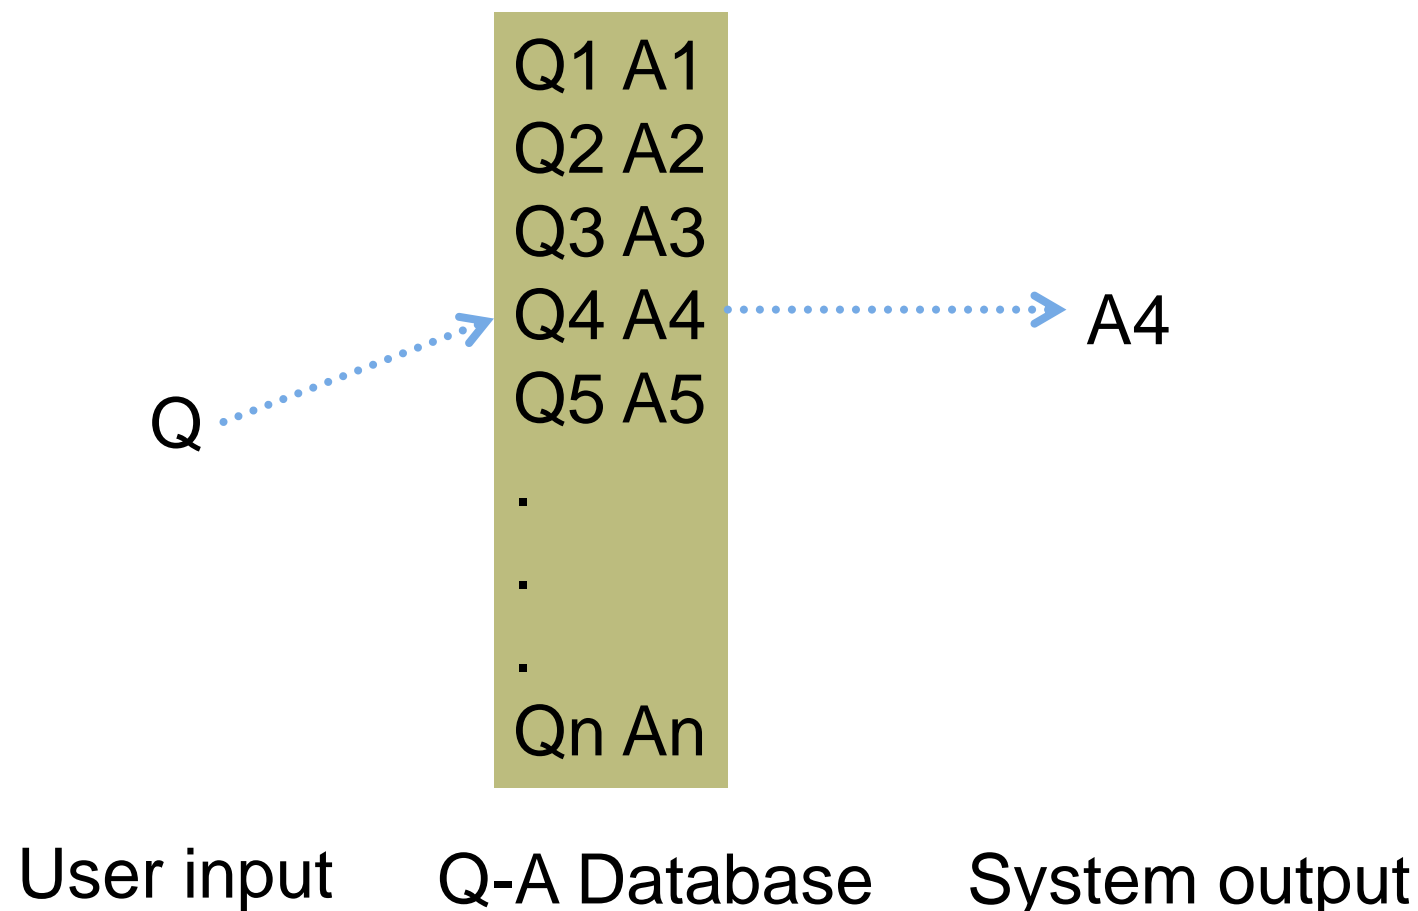 Q1 A1
Q2 A2
Q3 A3
Q4 A4
Q5 A5
.
.
.
Qn An
Q
A4
User input
Q-A Database
System output